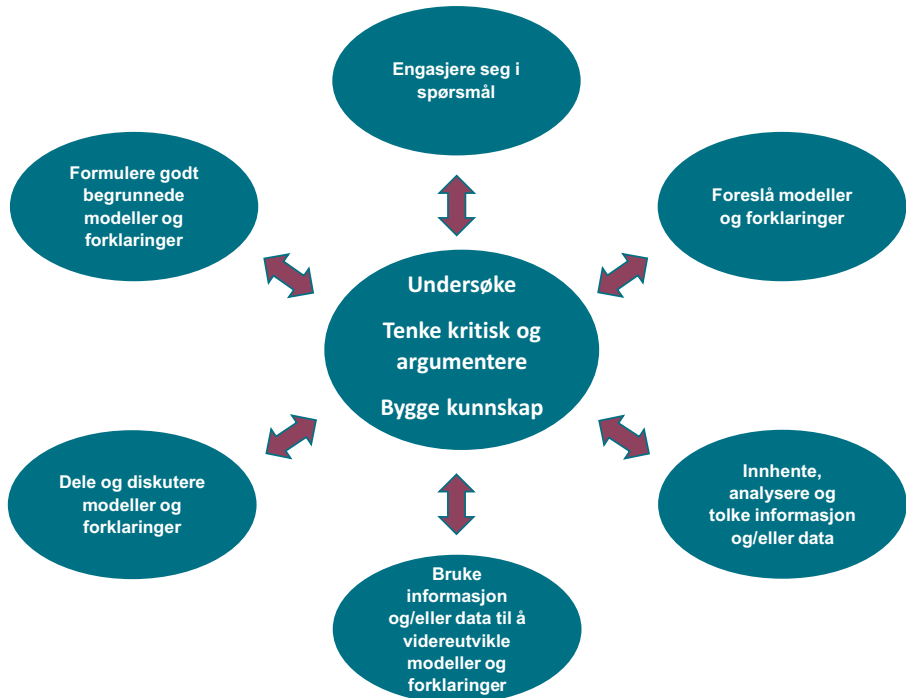 Engasjere seg i
spørsmål
Formulere godt
begrunnede
modeller og
forklaringer
Foreslå modeller
og forklaringer
Undersøke
Tenke kritisk og
argumentere
Bygge kunnskap
Dele og diskutere
modeller og
forklaringer
Innhente,
analysere og
tolke informasjon
og/eller data
Bruke
informasjon
og/eller data til å
videreutvikle
modeller og
forklaringer